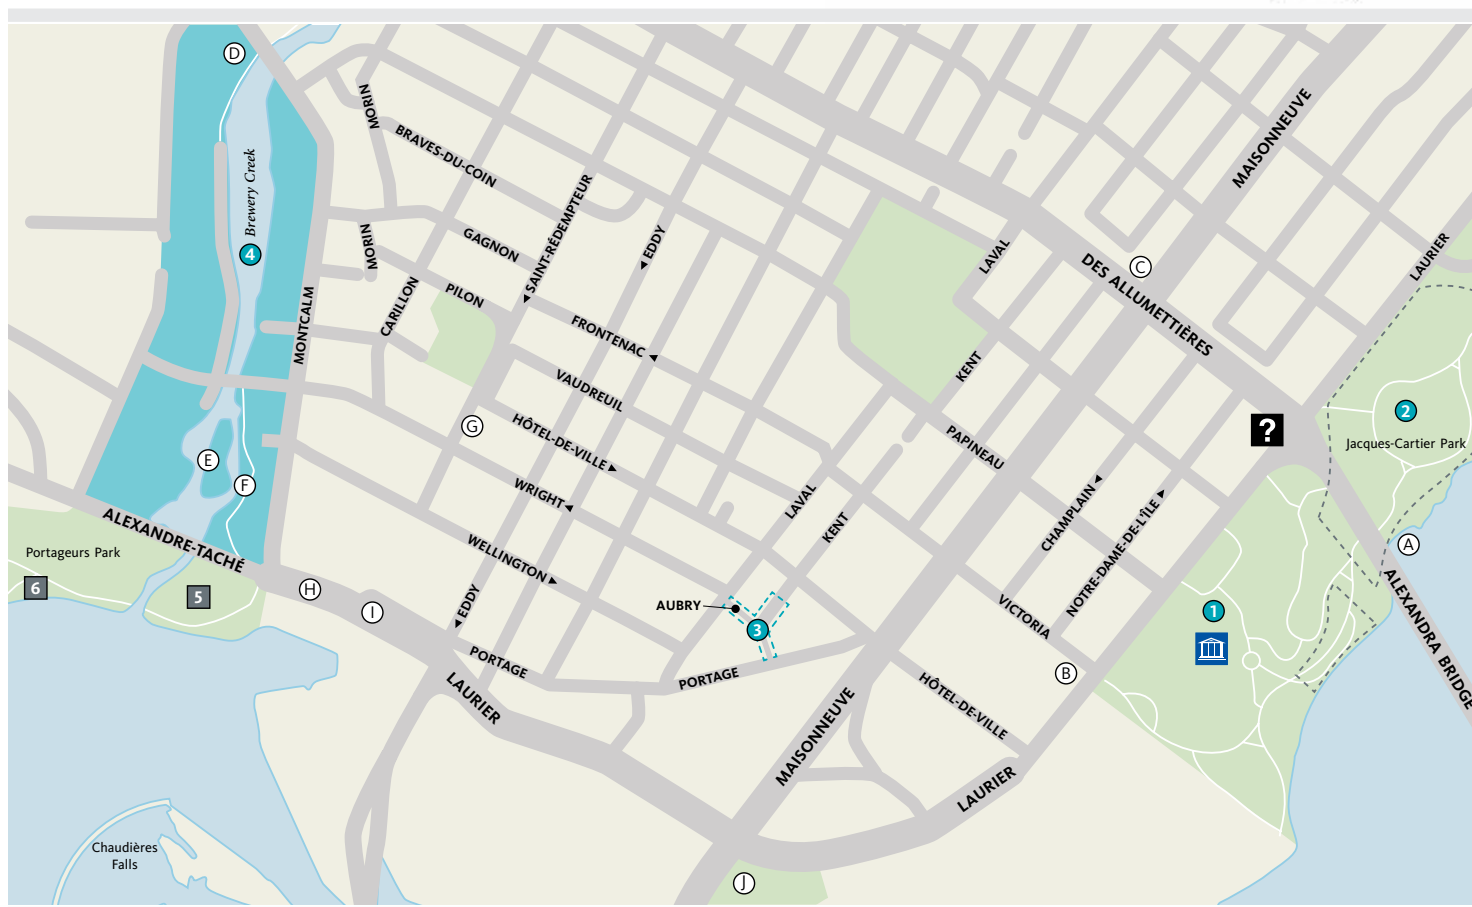 D
MORIN
BRAVES-DU-COIN
MAISONNEUVE
Brewery Creek
4
SAINT-RÉDEMPTEUR
◄ EDDY
MORIN
GAGNON
LAVAL
C
LAURIER
DES ALLUMETTIÈRES
CARILLON
PILON
MONTCALM
FRONTENAC ◄
KENT
VAUDREUIL
2
Jacques-Cartier Park
?
G
HÔTEL-DE-VILLE ►
PAPINEAU
E
F
WRIGHT ◄
LAVAL
KENT
CHAMPLAIN ►
NOTRE-DAME-DE-L'ÎLE ►
ALEXANDRE-TACHÉ
Portageurs Park
WELLINGTON ►
A
6
5
H
I
◄ EDDY
AUBRY
3
VICTORIA
1
ALEXANDRA BRIDGE
PORTAGE
PORTAGE
B
LAURIER
HÔTEL-DE-VILLE
MAISONNEUVE
LAURIER
Chaudières
Falls
J